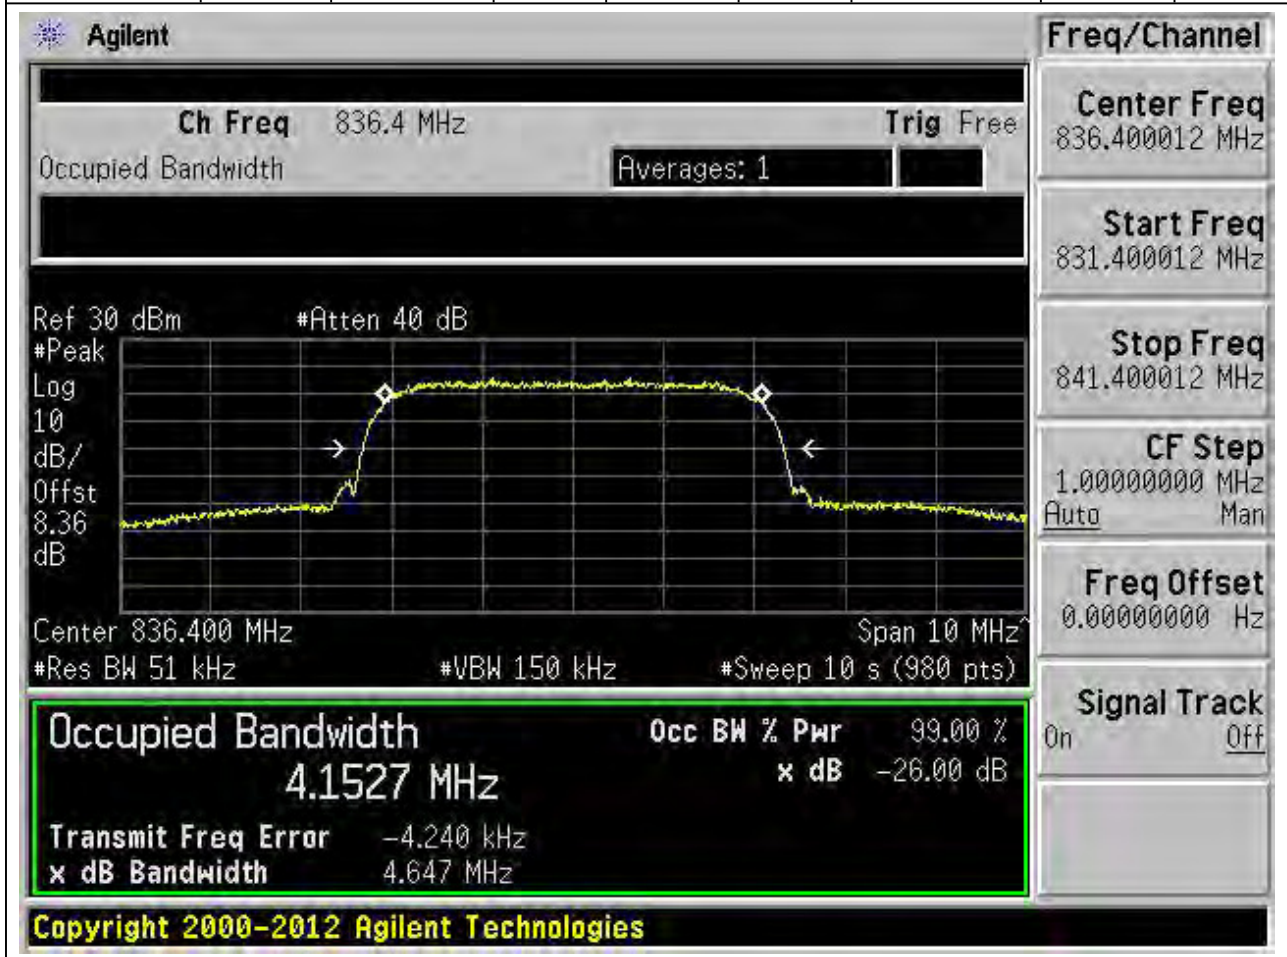 Agilent
Freq/Channel
Ch Freq 836.4 MHz Trig Free
Occupied Bandwidth Averages: 1
Center Freq
836.400012 MHz
Start Freq
831.400012 MHz
Stop Freq
841.400012 MHz
CF Step
1.00000000 MHz
Auto Man
Freq Offset
0.00000000 Hz
Signal Track
On Off
Ref 30 dBm #Atten 40 dB
#Peak
Log
10
dB/
Offst
8.36
dB
Center 836.400 MHz Span 10 MHz^
#Res BW 51 kHz #VBW 150 kHz #Sweep 10 s (980 pts)
Occupied Bandwidth Occ BW % Pwr 99.00 %
4.1527 MHz x dB -26.00 dB
Transmit Freq Error -4.240 kHz
x dB Bandwidth 4.647 MHz
Copyright 2000-2012 Agilent Technologies